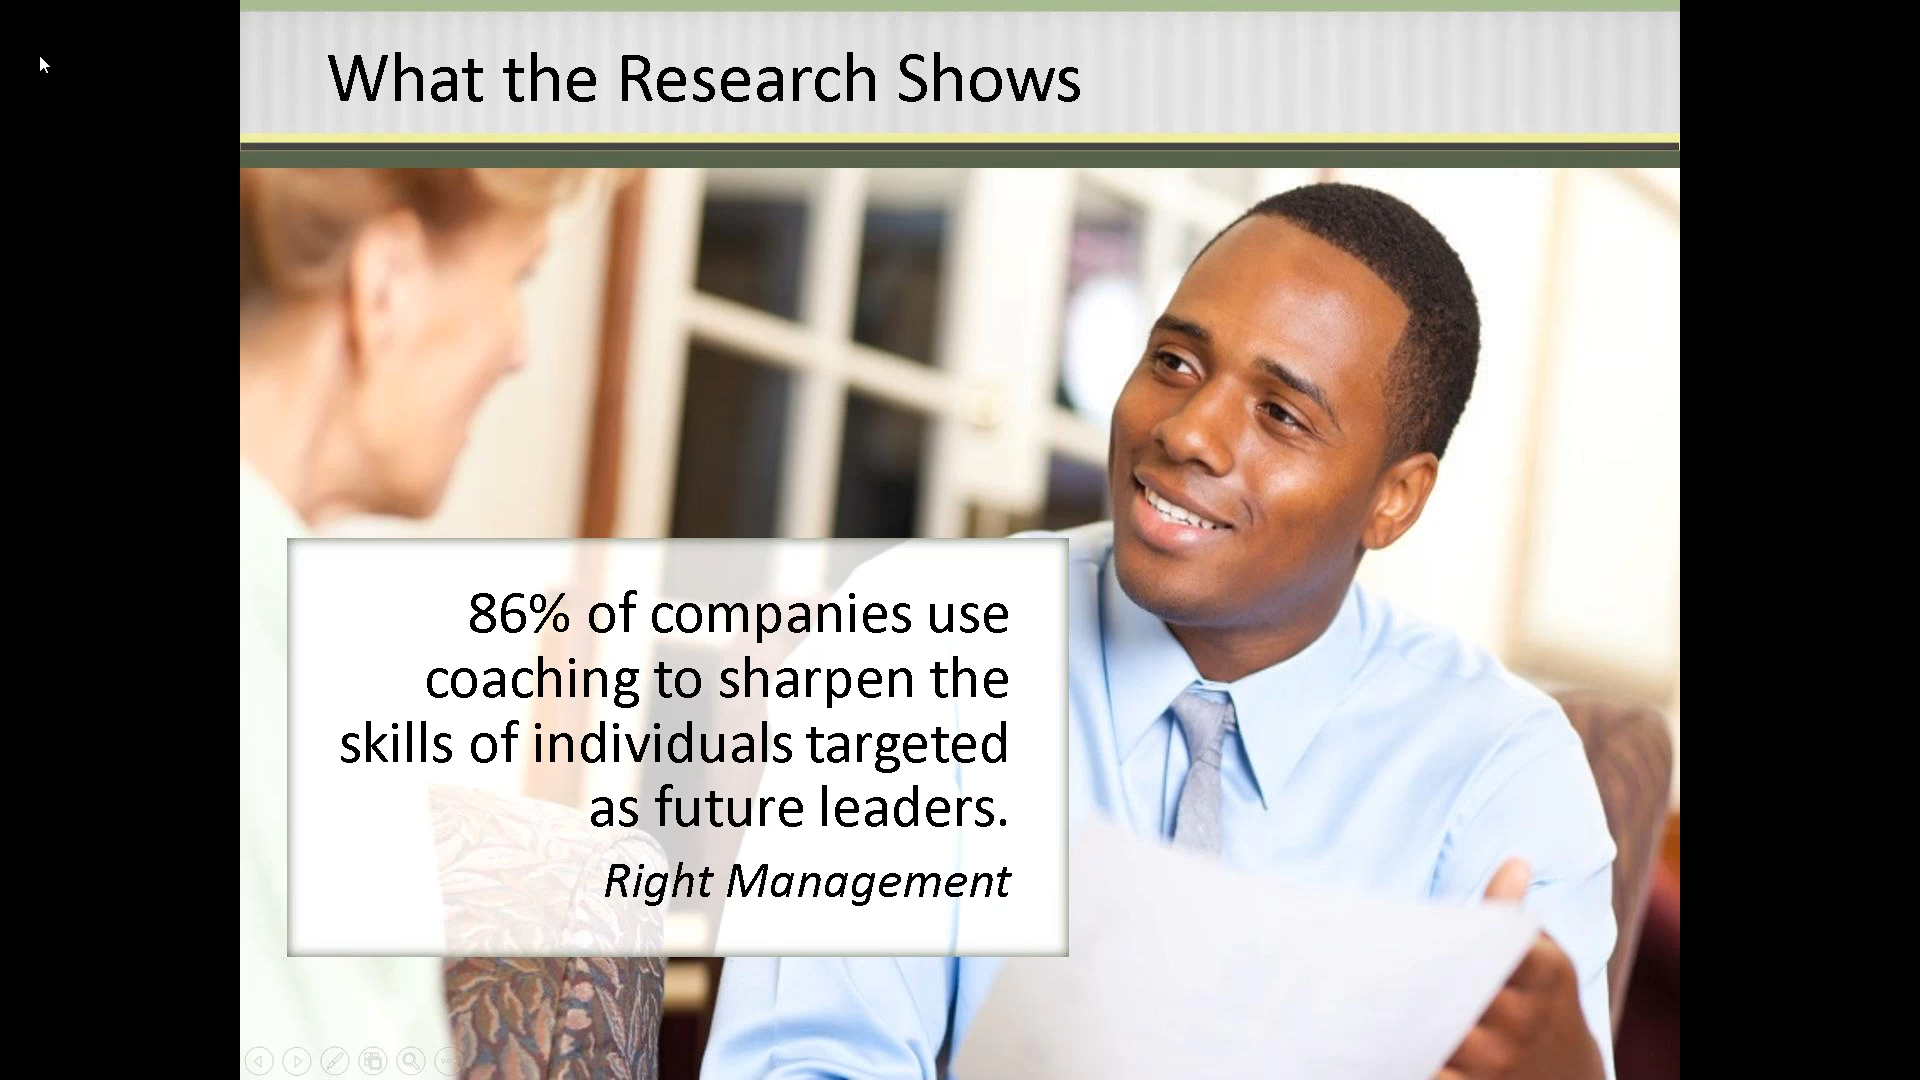 What the Research Shows
86% of companies use
coaching to sharpen the
skills of individuals targeted
as future leaders.
Right Management